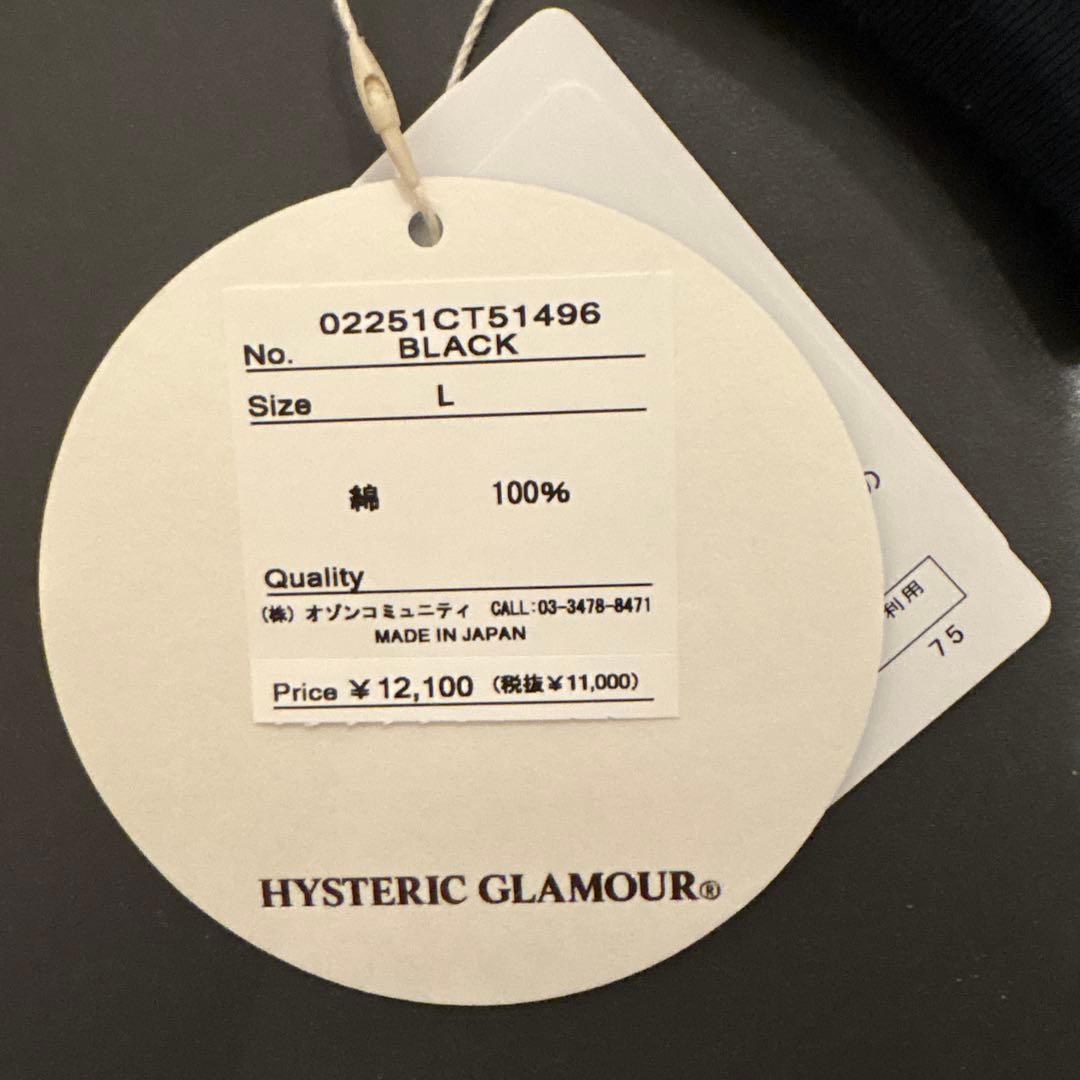 02251CT51496
No. BLACK
Size L
綿 100%
Quality
(株) オゾンコミュニティ CALL:03-3478-8471
MADE IN JAPAN
Price ¥12,100 (税抜¥11,000)
HYSTERIC GLAMOUR®
の
利用
75